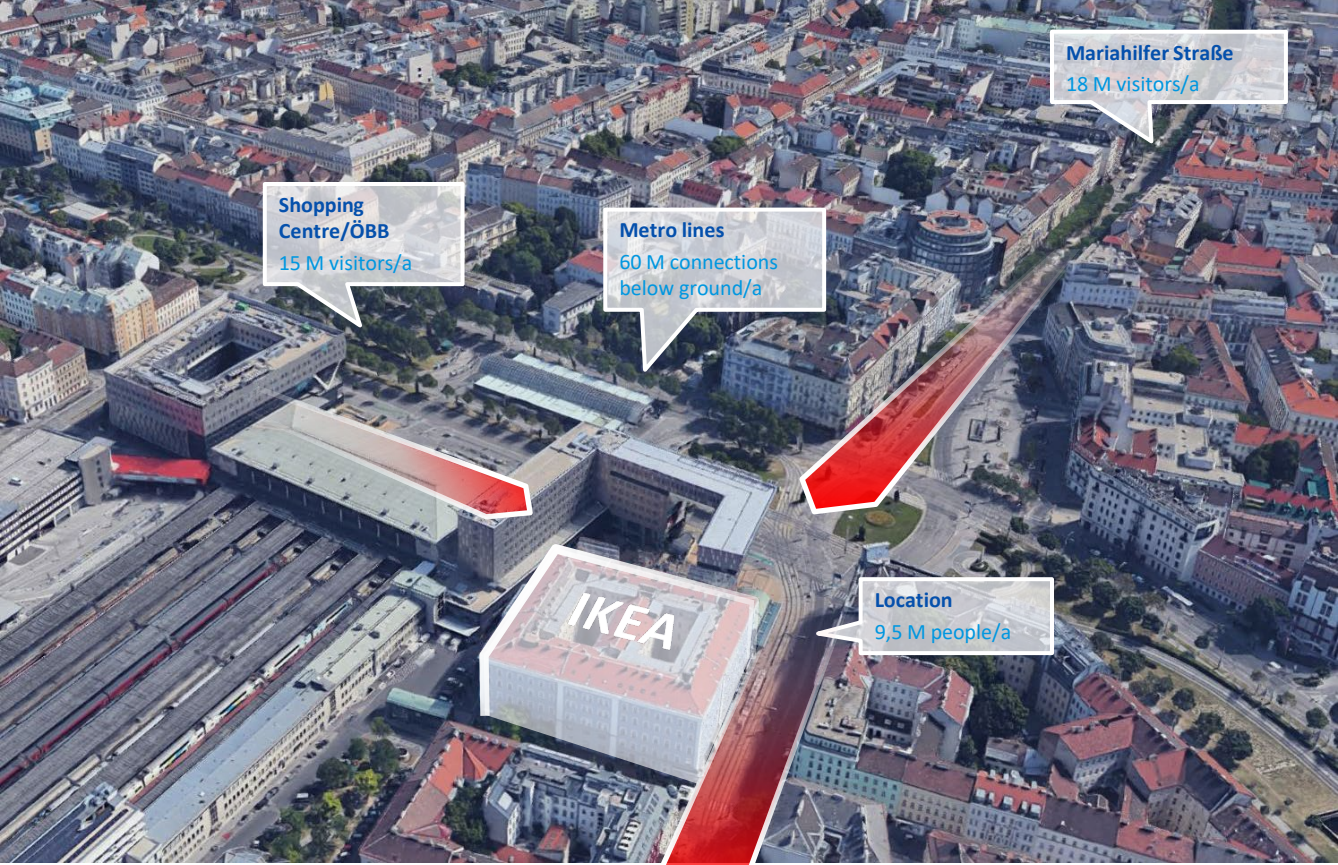 Mariahilfer Straße
18 M visitors/a
Shopping
Centre/ÖBB
15 M visitors/a
Metro lines
60 M connections
below ground/a
IKEA
Location
9,5 M people/a